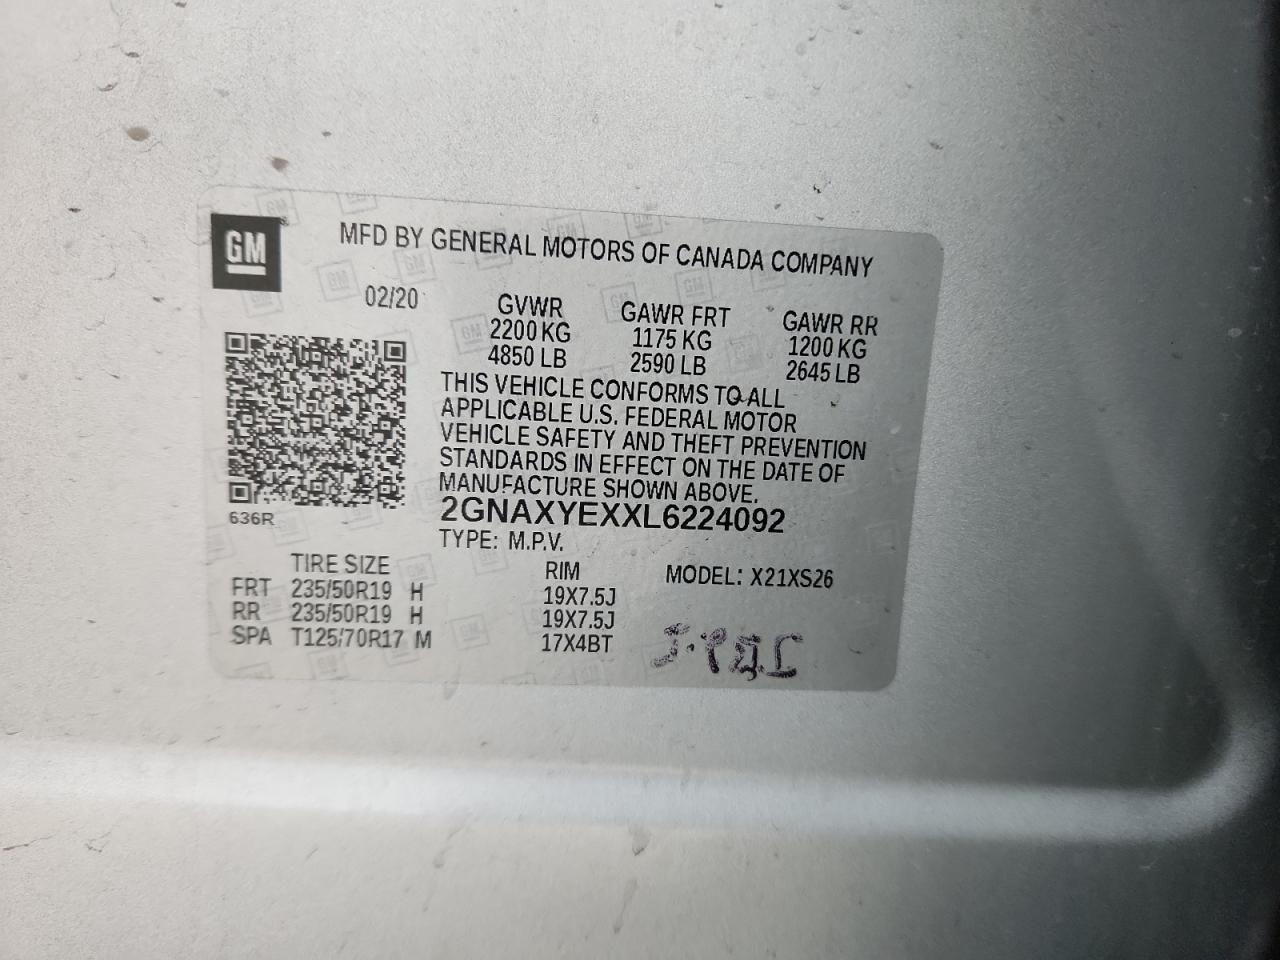 GM
MFD BY GENERAL MOTORS OF CANADA COMPANY
02/20
GVWR GAWR FRT GAWR RR
2200 KG 1175 KG 1200 KG
4850 LB 2590 LB 2645 LB
THIS VEHICLE CONFORMS TO ALL
APPLICABLE U.S. FEDERAL MOTOR
VEHICLE SAFETY AND THEFT PREVENTION
STANDARDS IN EFFECT ON THE DATE OF
MANUFACTURE SHOWN ABOVE.
636R
2GNAXYEXXL6224092
TYPE: M.P.V.
TIRE SIZE RIM MODEL: X21XS26
FRT 235/50R19 H 19X7.5J
RR 235/50R19 H 19X7.5J
SPA T125/70R17 M 17X4BT